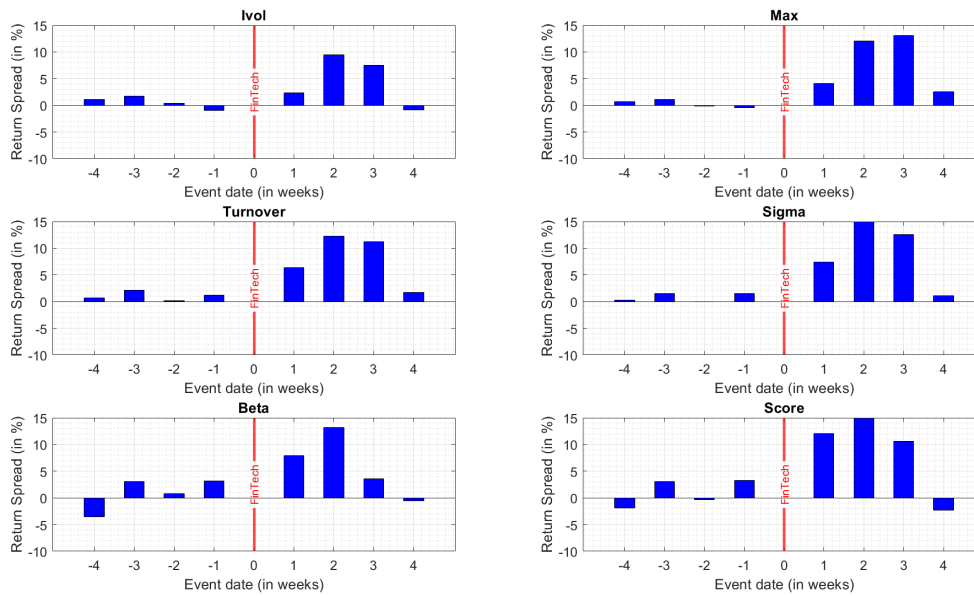 Ivol
15
10
5
0
-5
-10
Return Spread (in %)
FinTech
-4 -3 -2 -1 0 1 2 3 4
Event date (in weeks)
Max
15
10
5
0
-5
-10
Return Spread (in %)
FinTech
-4 -3 -2 -1 0 1 2 3 4
Event date (in weeks)
Turnover
15
10
5
0
-5
-10
Return Spread (in %)
FinTech
-4 -3 -2 -1 0 1 2 3 4
Event date (in weeks)
Sigma
15
10
5
0
-5
-10
Return Spread (in %)
FinTech
-4 -3 -2 -1 0 1 2 3 4
Event date (in weeks)
Beta
15
10
5
0
-5
-10
Return Spread (in %)
FinTech
-4 -3 -2 -1 0 1 2 3 4
Event date (in weeks)
Score
15
10
5
0
-5
-10
Return Spread (in %)
FinTech
-4 -3 -2 -1 0 1 2 3 4
Event date (in weeks)